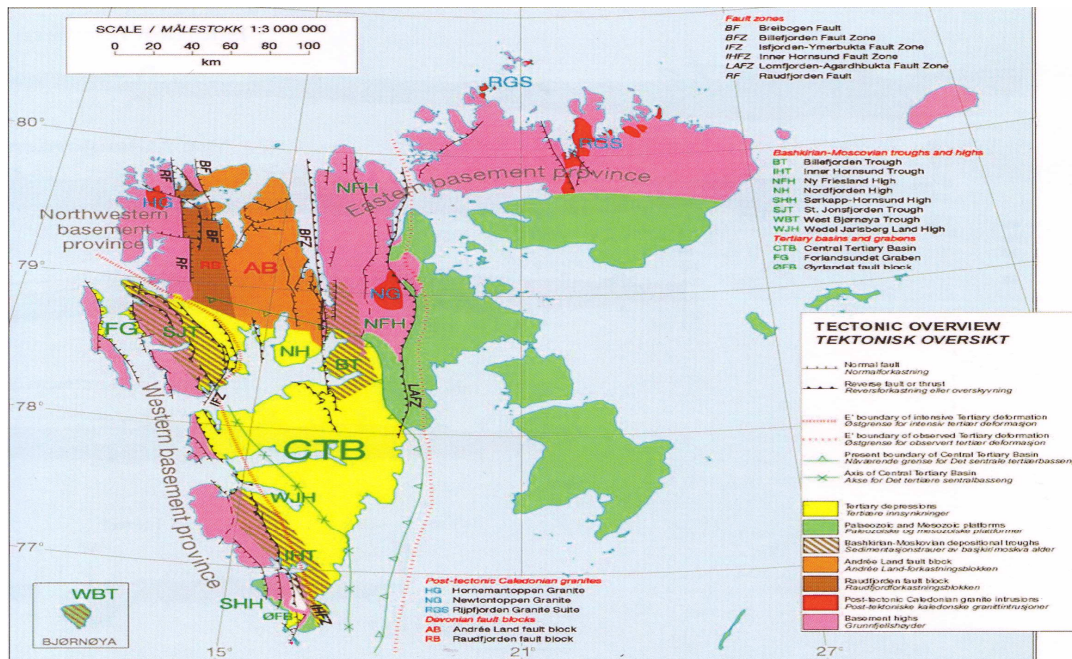 SCALE / MÅLESTOKK 1:3 000 000
0 20 40 60 80 100
km
Fault zones
BF Breibogen Fault
BFZ Billefjorden Fault Zone
IFZ Isfjorden-Ymerbukta Fault Zone
IHFZ Inner Hornsund Fault Zone
LAFZ Lomfjorden-Agardhbukta Fault Zone
RF Raudfjorden Fault
Bashkirian-Moscovian troughs and highs
BT Billefjorden Trough
IHT Inner Hornsund Trough
NFH Ny Friesland High
NH Nordfjorden High
SHH Sørkapp-Hornsund High
SJT St. Jonsfjorden Trough
WBT West Bjørnøya Trough
WJH Wedel Jarlsberg Land High
Tertiary basins and grabens
CTB Central Tertiary Basin
FG Forlandsundet Graben
ØFB Øyrlandet fault block
80°
79°
78°
77°
15°
21°
27°
RGS
RGS
Eastern basement province
Northwestern
basement
province
Western basement province
RF
BF
HG
BF
RF
RB
AB
BFZ
NFH
NG
NFH
FG
SJT
NH
BT
IFZ
LAFZ
CTB
WJH
IHT
SHH
ØFB
IHFZ
WBT
BJØRNØYA
Post-tectonic Caledonian granites
HG Hornemantoppen Granite
NG Newtontoppen Granite
RGS Rijpfjorden Granite Suite
Devonian fault blocks
AB Andrée Land fault block
RB Raudfjorden fault block
TECTONIC OVERVIEW
TEKTONISK OVERSIKT
Normal fault
Normalforkastning
Reverse fault or thrust
Reversforkastning eller overskyvning
E' boundary of intensive Tertiary deformation
Østgrense for intensiv tertiær deformasjon
E' boundary of observed Tertiary deformation
Østgrense for observert tertiær deformasjon
Present boundary of Central Tertiary Basin
Nåværende grense for Det sentrale tertiærbasseng
Axis of Central Tertiary Basin
Akse for Det tertiære sentralbasseng
Tertiary depressions
Tertiære innsynkninger
Palaeozoic and Mesozoic platforms
Paleozoiske og mesozoiske plattformer
Bashkirian-Moskovian depositional troughs
Sedimentasjonstrauer av basjkir/moskva alder
Andrée Land fault block
Andrée Land-forkastningsblokken
Raudfjorden fault block
Raudfjordforkastningsblokken
Post-tectonic Caledonian granite intrusions
Post-tektoniske kaledonske granittintrusjoner
Basement highs
Grunnfjellshøyder